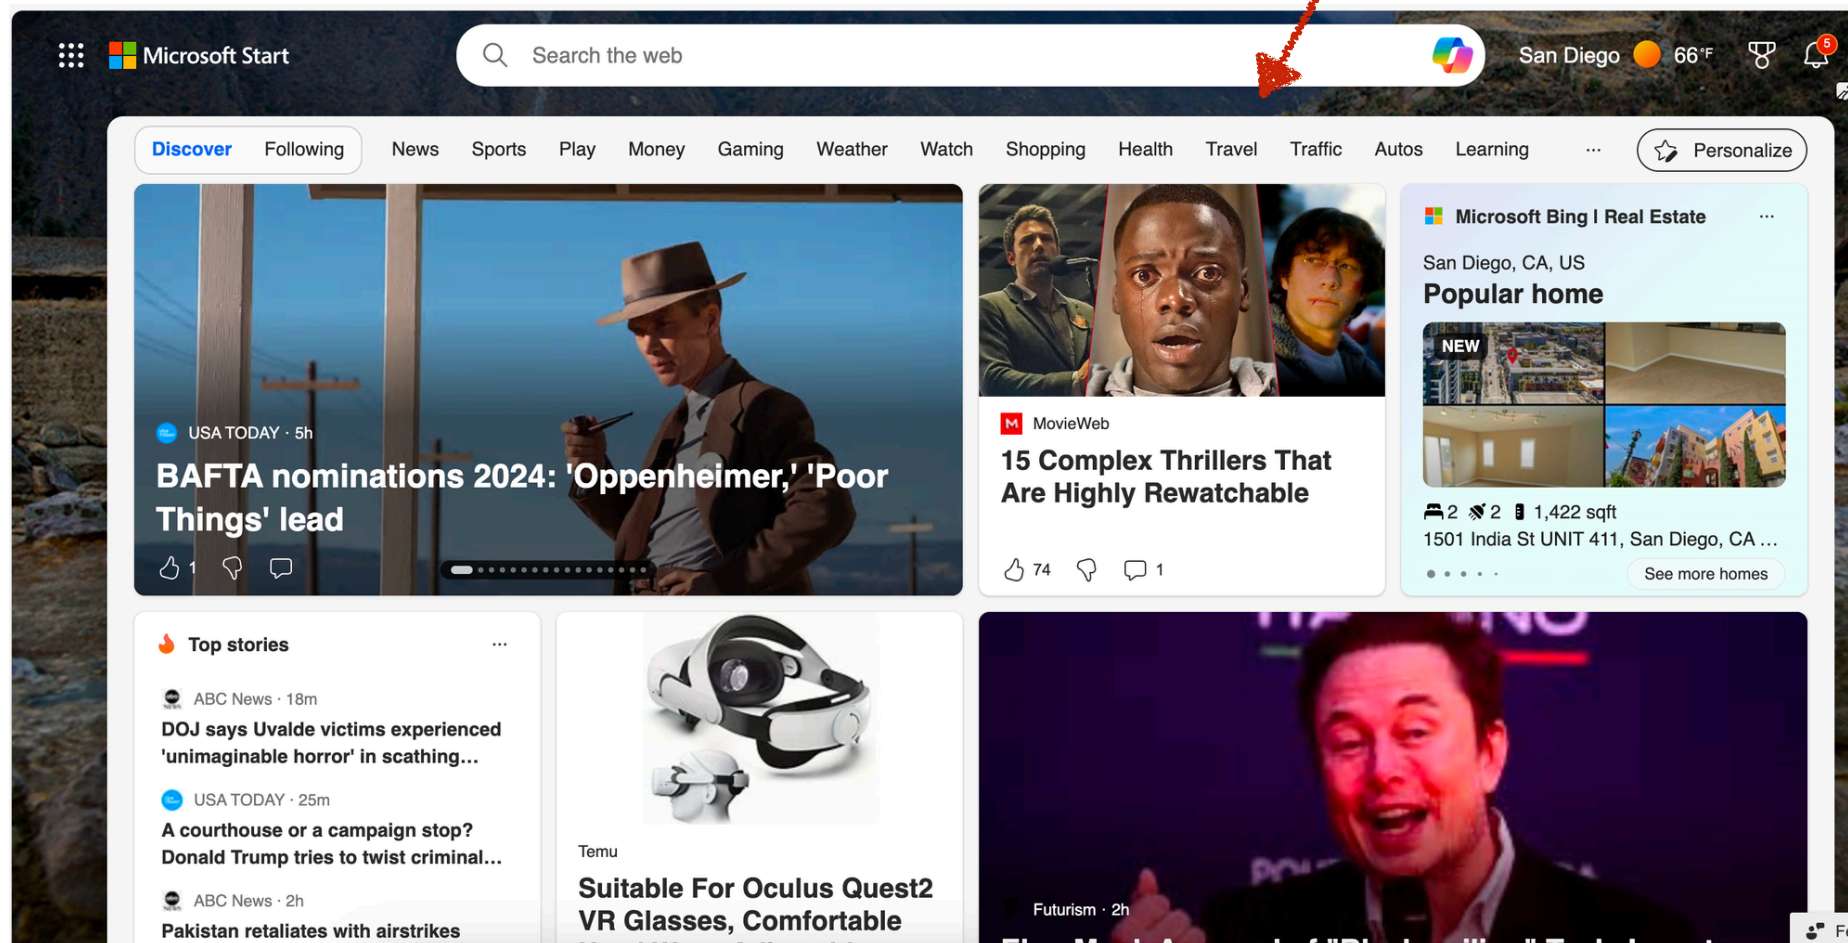 Microsoft Start
Search the web
San Diego 66°F
5
Discover Following News Sports Play Money Gaming Weather Watch Shopping Health Travel Traffic Autos Learning ... Personalize
USA TODAY · 5h
BAFTA nominations 2024: 'Oppenheimer,' 'Poor
Things' lead
1
MovieWeb
15 Complex Thrillers That
Are Highly Rewatchable
74 1
Microsoft Bing | Real Estate ...
San Diego, CA, US
Popular home
NEW
2 2 1,422 sqft
1501 India St UNIT 411, San Diego, CA ...
See more homes
Top stories ...
ABC News · 18m
DOJ says Uvalde victims experienced
'unimaginable horror' in scathing...
USA TODAY · 25m
A courthouse or a campaign stop?
Donald Trump tries to twist criminal...
ABC News · 2h
Pakistan retaliates with airstrikes
Temu
Suitable For Oculus Quest2
VR Glasses, Comfortable
Futurism · 2h